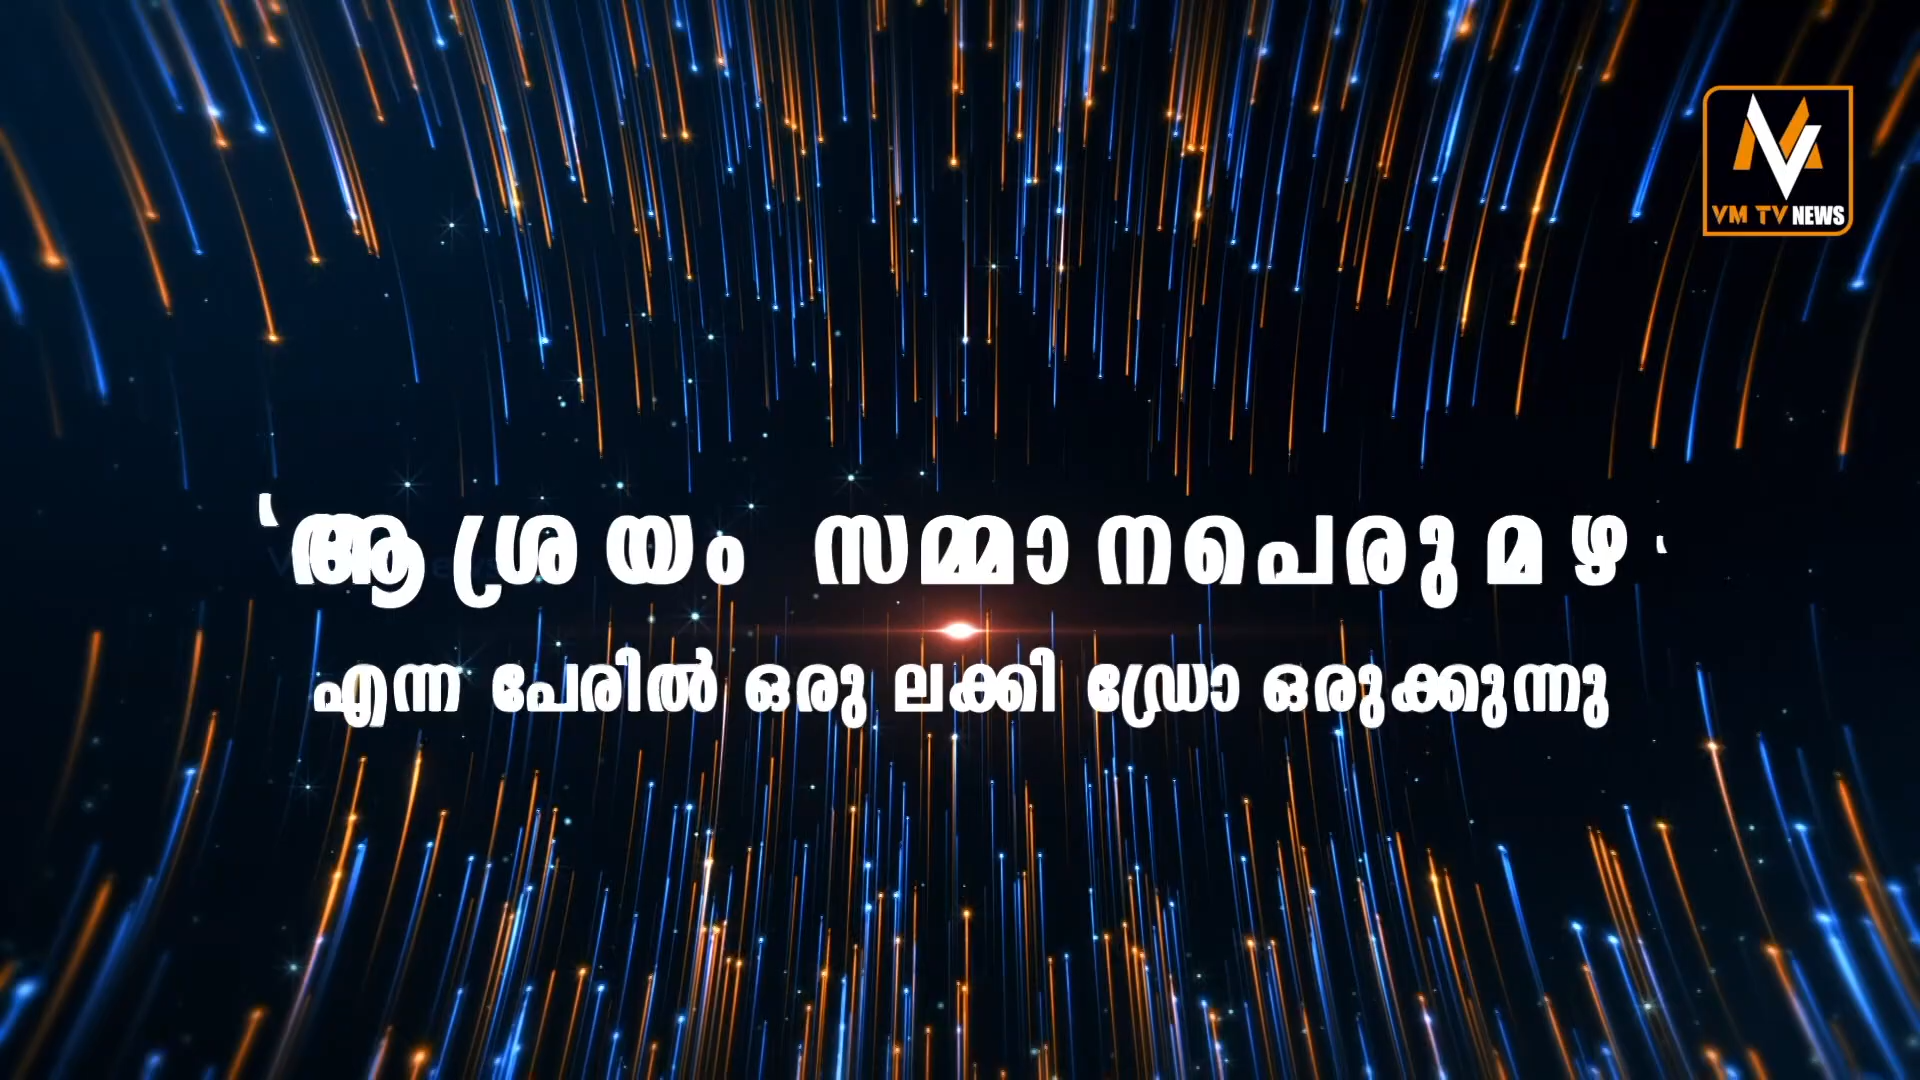 VM TV NEWS
‘ആശ്രയം സമ്മാനപെരുമഴ‘
എന്ന പേരിൽ ഒരു ലക്കി ഡ്രോ ഒരുക്കുന്നു